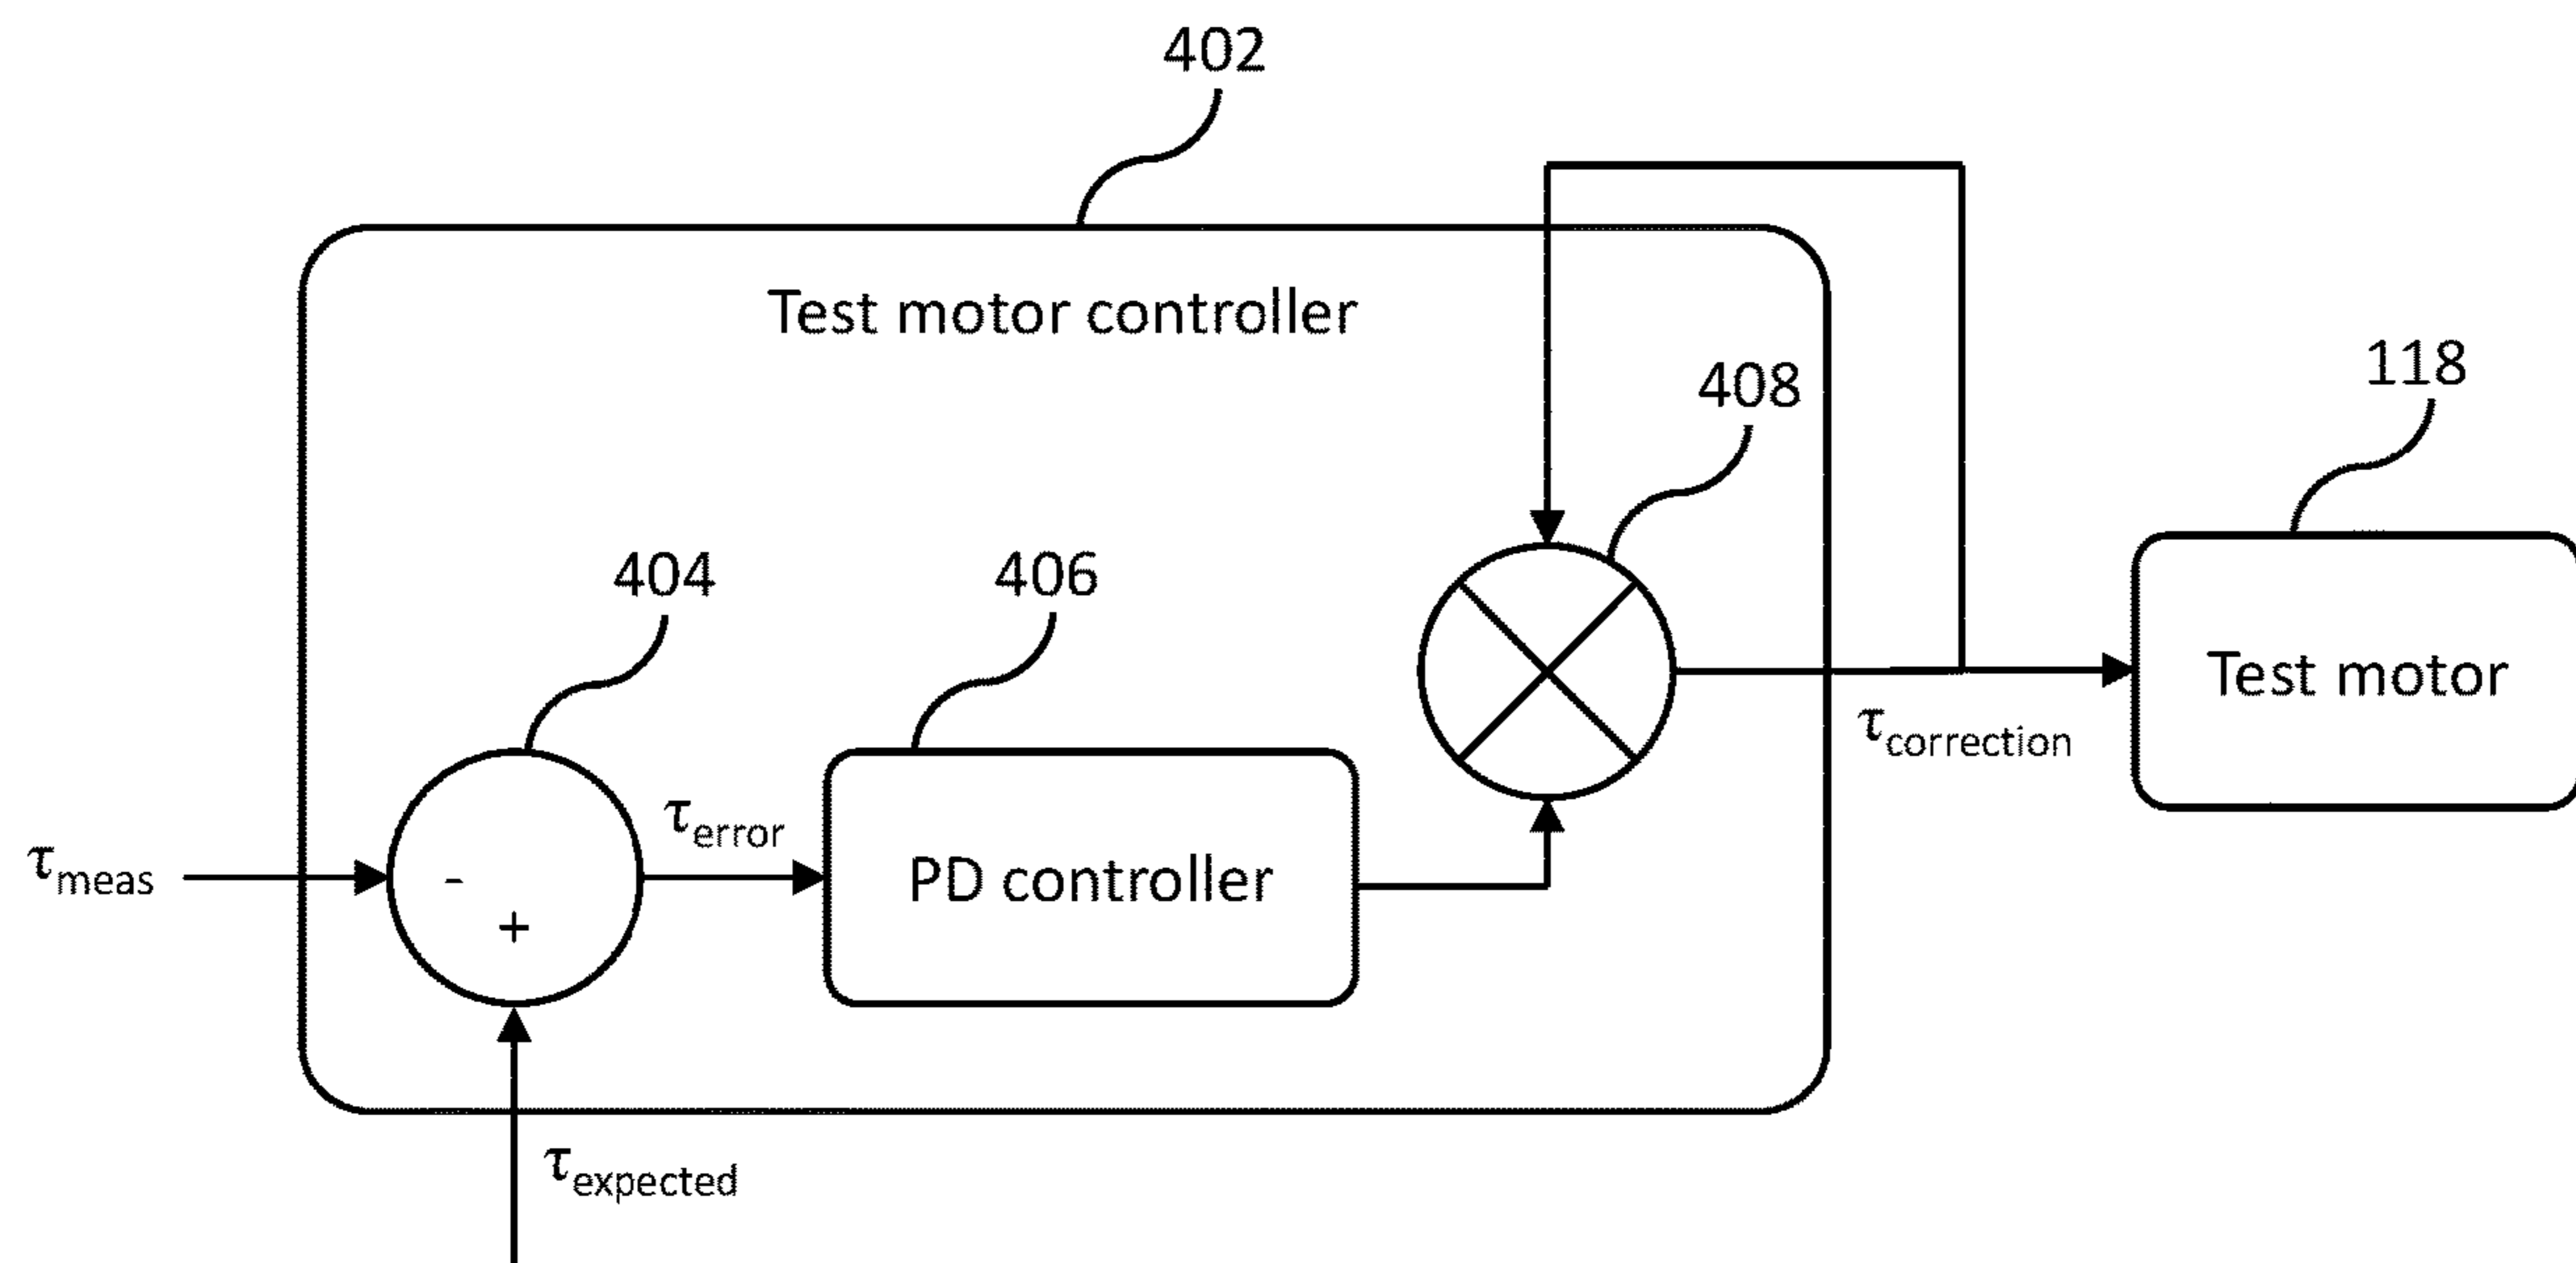 402
Test motor controller
118
408
404
406
Test motor
τcorrection
τerror
τmeas
-
PD controller
+
τexpected